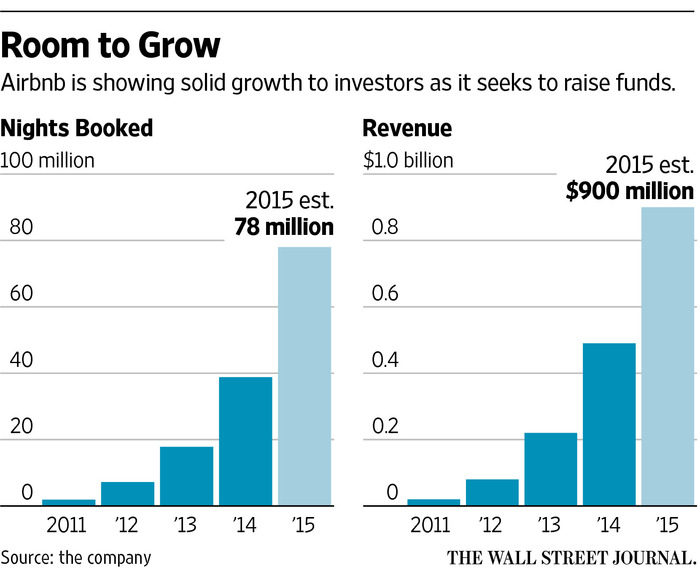 Room to Grow
Airbnb is showing solid growth to investors as it seeks to raise funds.
Nights Booked
100 million
2015 est.
78 million
80
60
40
20
0
2011 ’12 ’13 ’14 ’15
Revenue
$1.0 billion
2015 est.
$900 million
0.8
0.6
0.4
0.2
0
2011 ’12 ’13 ’14 ’15
Source: the company
THE WALL STREET JOURNAL.